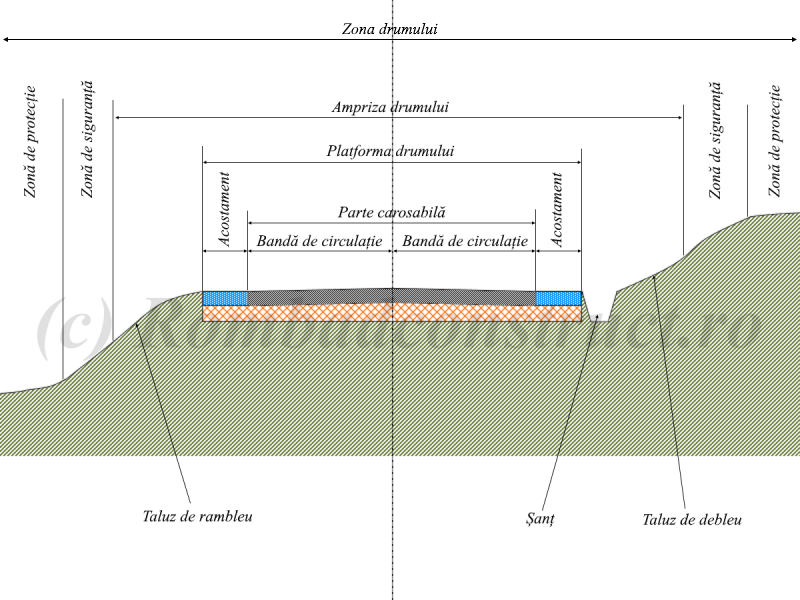 Zona drumului
Zonă de protecție
Zonă de siguranță
Ampriza drumului
Zonă de siguranță
Zonă de protecție
Platforma drumului
Acostament
Parte carosabilă
Acostament
Bandă de circulație
Bandă de circulație
(c) Rombadconstruct.ro
Taluz de rambleu
Șanț
Taluz de debleu